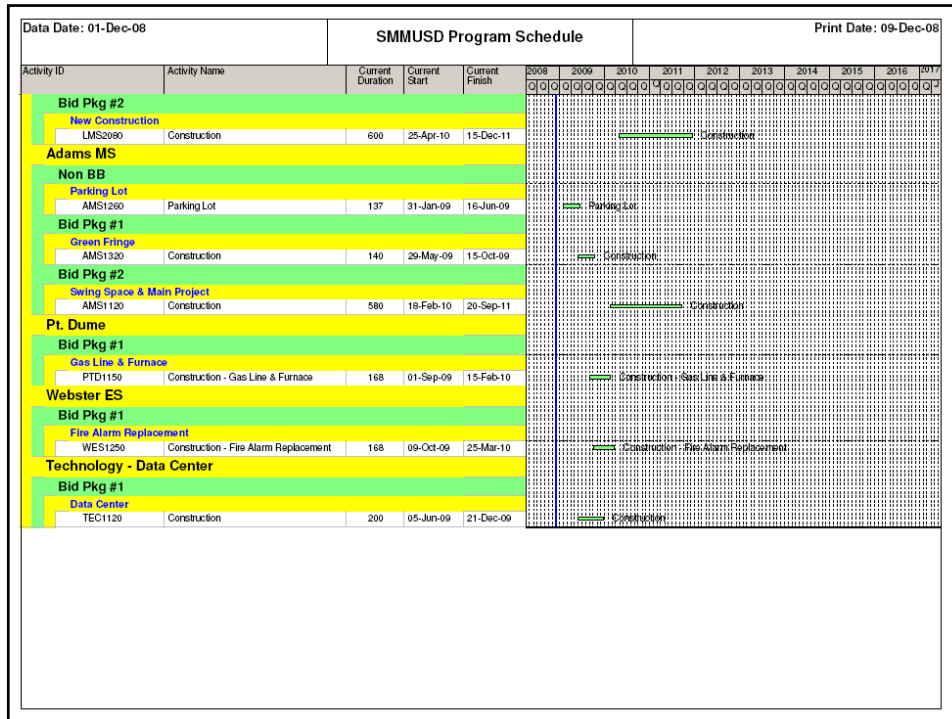 Data Date: 01-Dec-08 SMMUSD Program Schedule Print Date: 09-Dec-08
Activity ID Activity Name Current Duration Current Start Current Finish 2008 2009 2010 2011 2012 2013 2014 2015 2016 2017
Q Q Q Q Q Q Q Q Q Q Q Q Q Q Q Q Q Q Q Q Q Q Q Q Q Q Q Q Q Q Q Q Q Q Q
Bid Pkg #2
New Construction
LMS2080 Construction 600 25-Apr-10 15-Dec-11 Construction
Adams MS
Non BB
Parking Lot
AMS1260 Parking Lot 137 31-Jan-09 16-Jun-09 Parking Lot
Bid Pkg #1
Green Fringe
AMS1320 Construction 140 29-May-09 15-Oct-09 Construction
Bid Pkg #2
Swing Space & Main Project
AMS1120 Construction 580 18-Feb-10 20-Sep-11 Construction
Pt. Dume
Bid Pkg #1
Gas Line & Furnace
PTD1150 Construction - Gas Line & Furnace 168 01-Sep-09 15-Feb-10 Construction - Gas Line & Furnace
Webster ES
Bid Pkg #1
Fire Alarm Replacement
WES1250 Construction - Fire Alarm Replacement 168 09-Oct-09 25-Mar-10 Construction - Fire Alarm Replacement
Technology - Data Center
Bid Pkg #1
Data Center
TEC1120 Construction 200 05-Jun-09 21-Dec-09 Construction